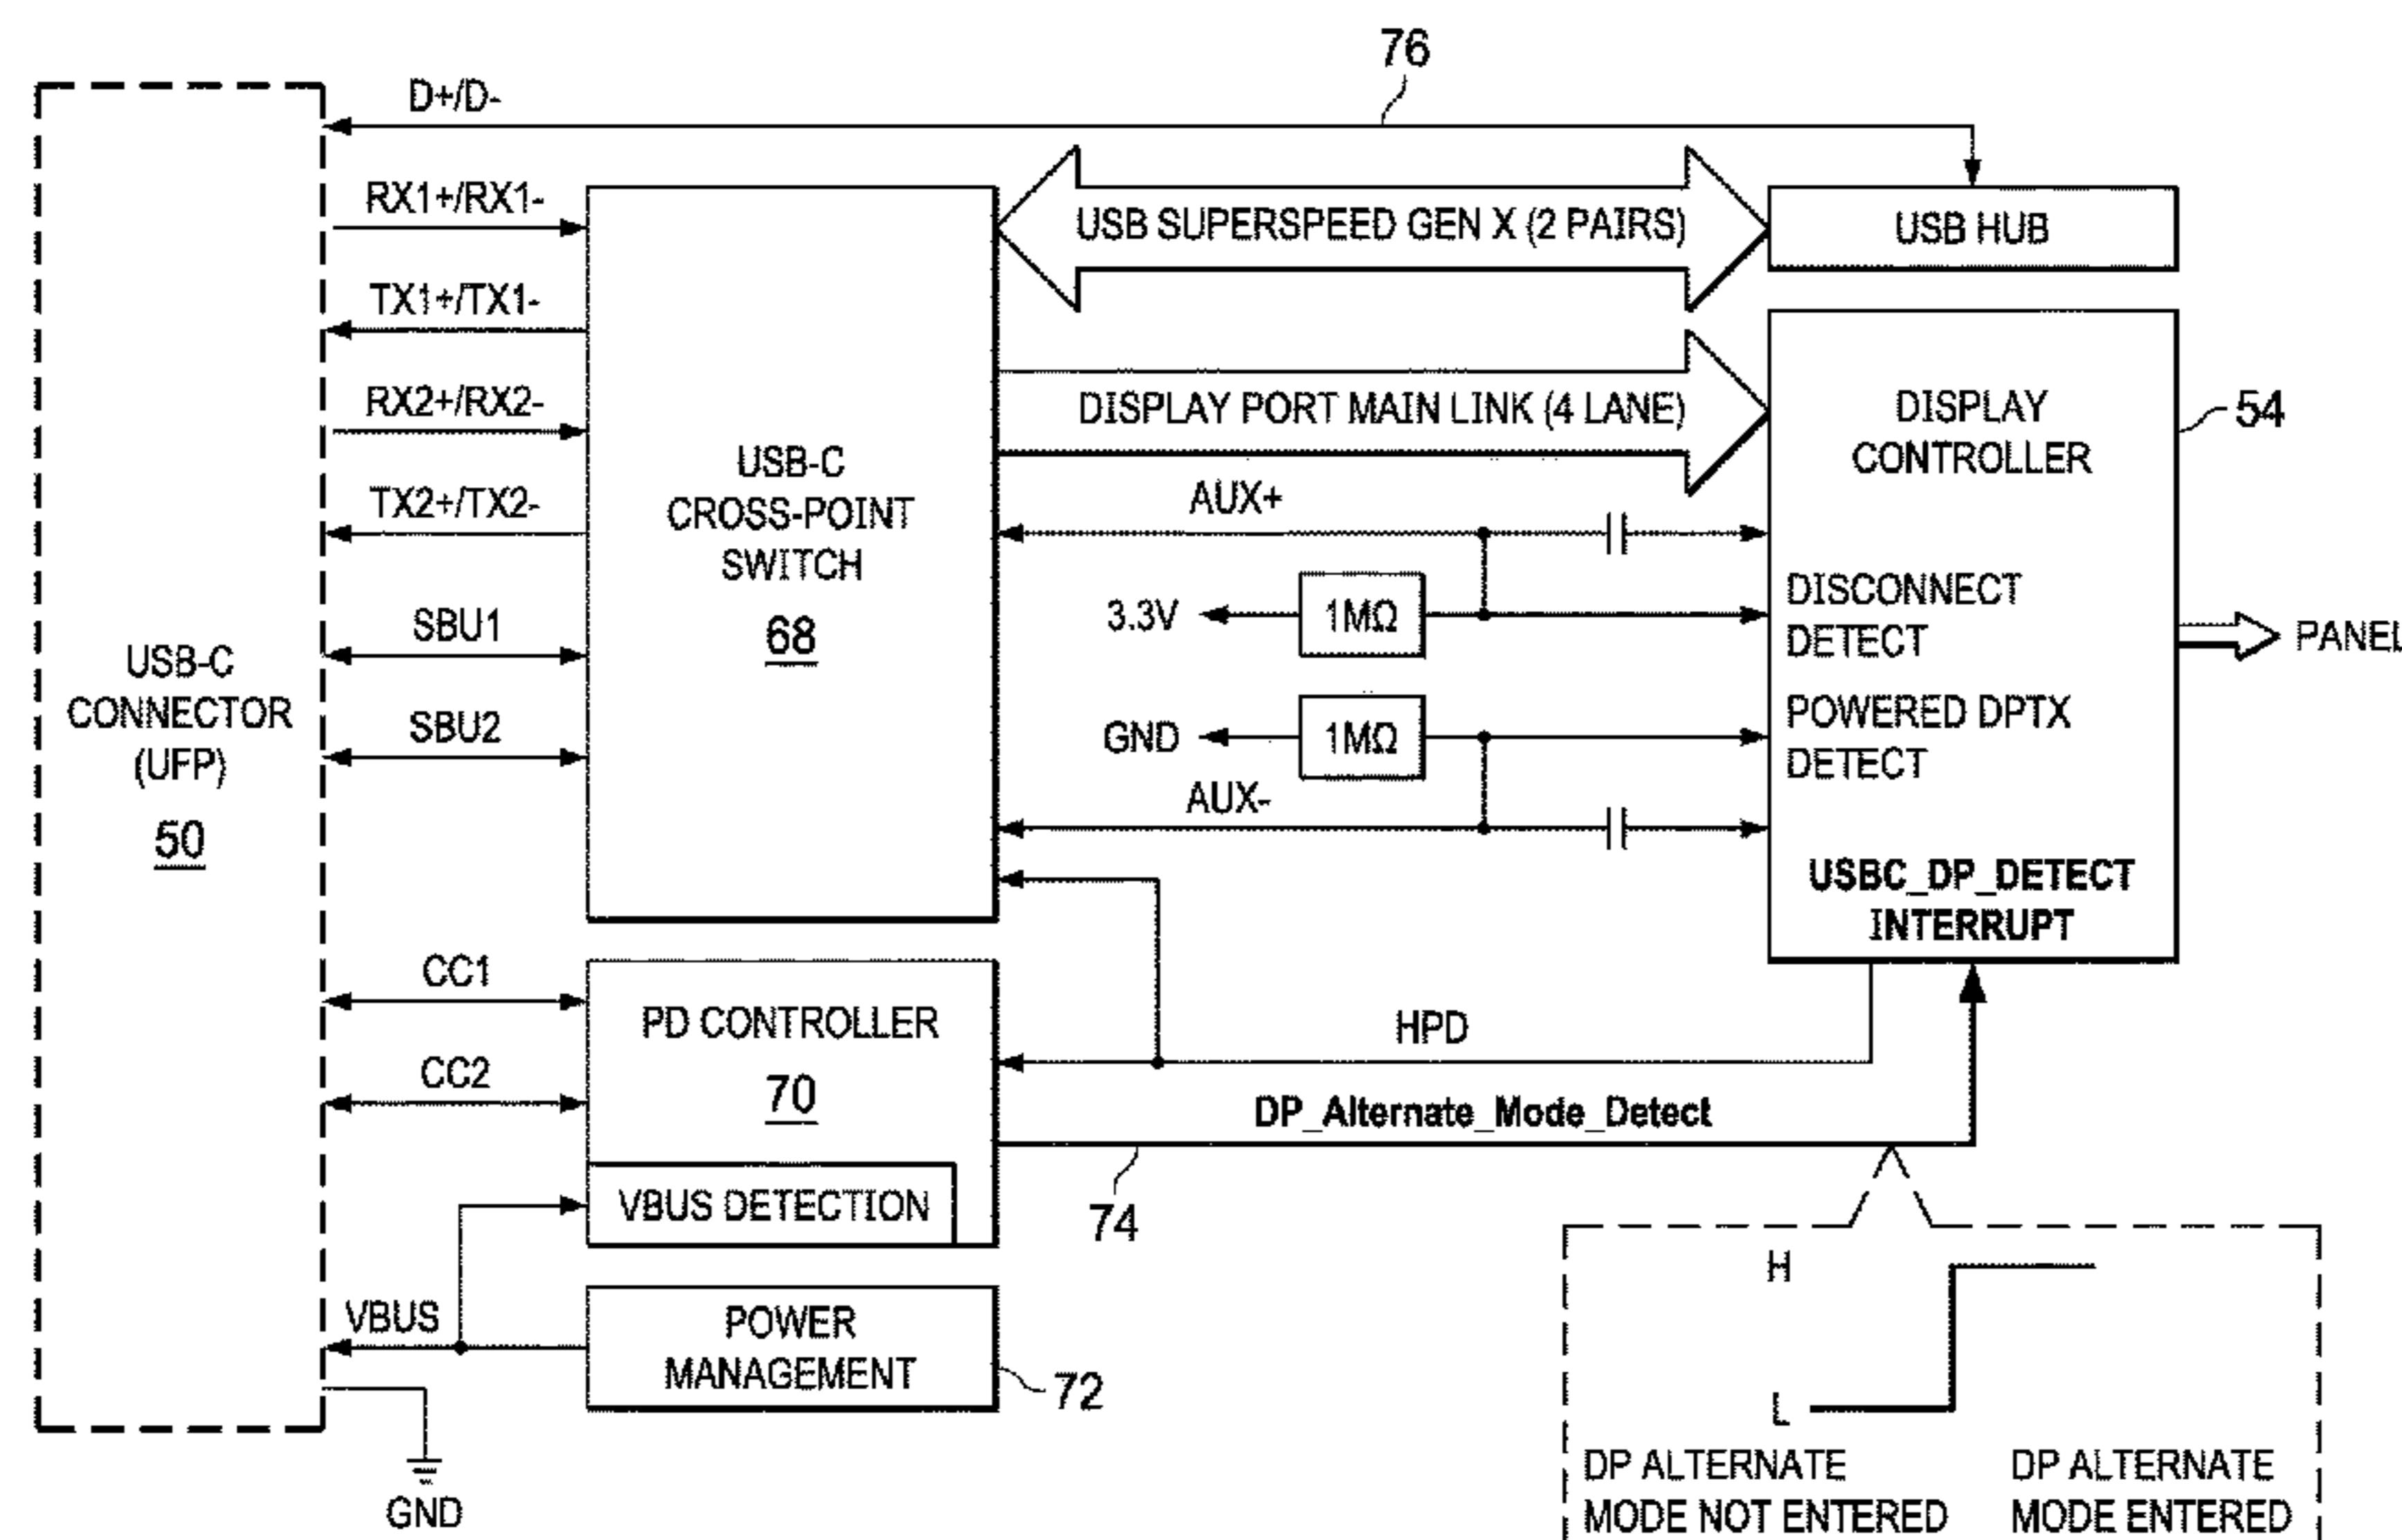 76
D+/D-
RX1+/RX1-
USB SUPERSPEED GEN X (2 PAIRS)
USB HUB
TX1+/TX1-
RX2+/RX2-
DISPLAY PORT MAIN LINK (4 LANE)
DISPLAY
CONTROLLER
54
USB-C
CROSS-POINT
SWITCH
68
TX2+/TX2-
AUX+
SBU1
3.3V
1MΩ
DISCONNECT
DETECT
PANEL
USB-C
CONNECTOR
(UFP)
50
SBU2
GND
1MΩ
POWERED DPTX
DETECT
AUX-
USBC_DP_DETECT
INTERRUPT
CC1
PD CONTROLLER
70
HPD
CC2
DP_Alternate_Mode_Detect
VBUS DETECTION
74
H
VBUS
POWER
MANAGEMENT
72
L
GND
DP ALTERNATE
MODE NOT ENTERED
DP ALTERNATE
MODE ENTERED